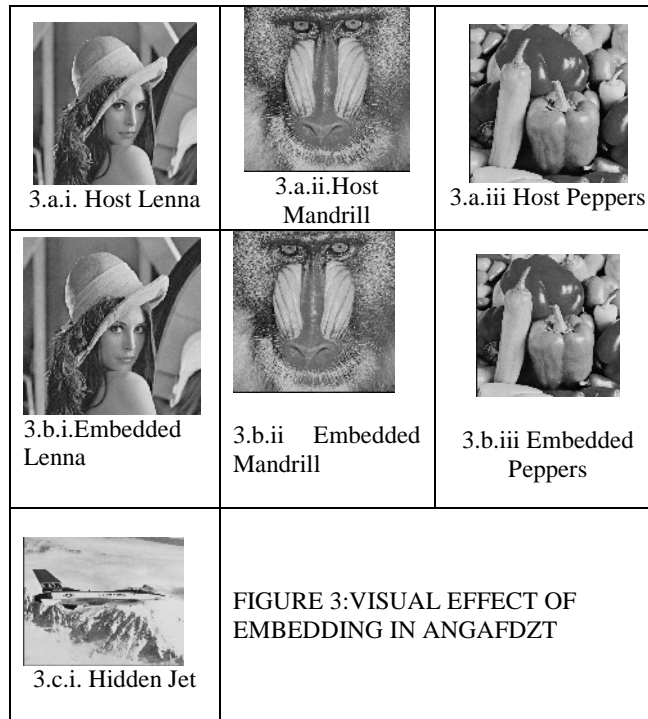 3.a.i. Host Lenna
3.a.ii.Host
Mandrill
3.a.iii Host Peppers
3.b.i.Embedded
Lenna
3.b.ii Embedded
Mandrill
3.b.iii Embedded
Peppers
3.c.i. Hidden Jet
FIGURE 3:VISUAL EFFECT OF
EMBEDDING IN ANGAFDZT